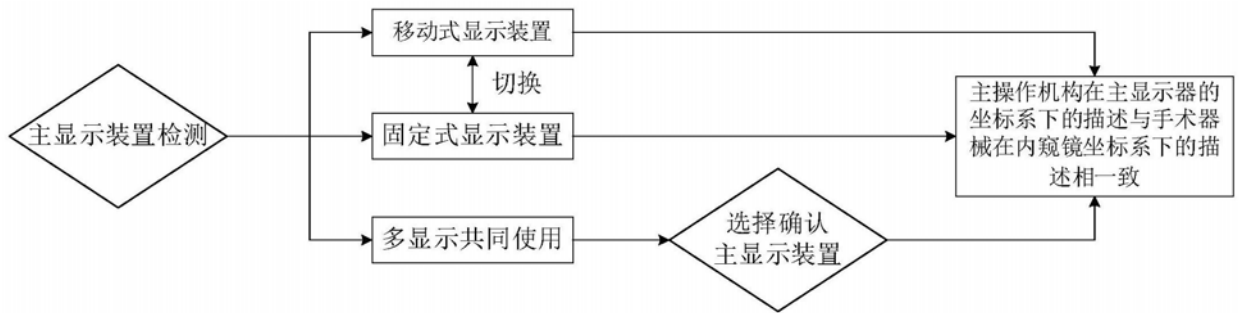 移动式显示装置
切换
主显示装置检测
固定式显示装置
主操作机构在主显示器的
坐标系下的描述与手术器
械在内窥镜坐标系下的描
述相一致
多显示共同使用
选择确认
主显示装置